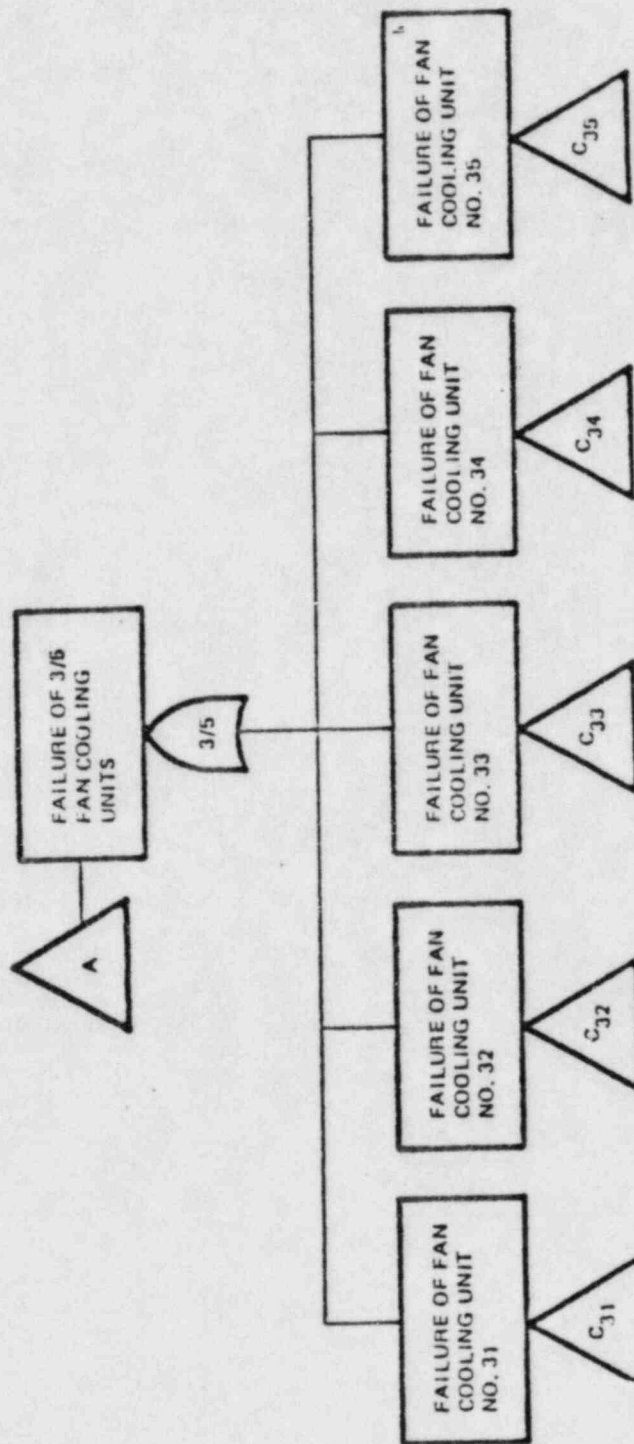 A
FAILURE OF 3/5
FAN COOLING
UNITS
3/5
FAILURE OF FAN
COOLING UNIT
NO. 31
C31
FAILURE OF FAN
COOLING UNIT
NO. 32
C32
FAILURE OF FAN
COOLING UNIT
NO. 33
C33
FAILURE OF FAN
COOLING UNIT
NO. 34
C34
FAILURE OF FAN
COOLING UNIT
NO. 35
C35